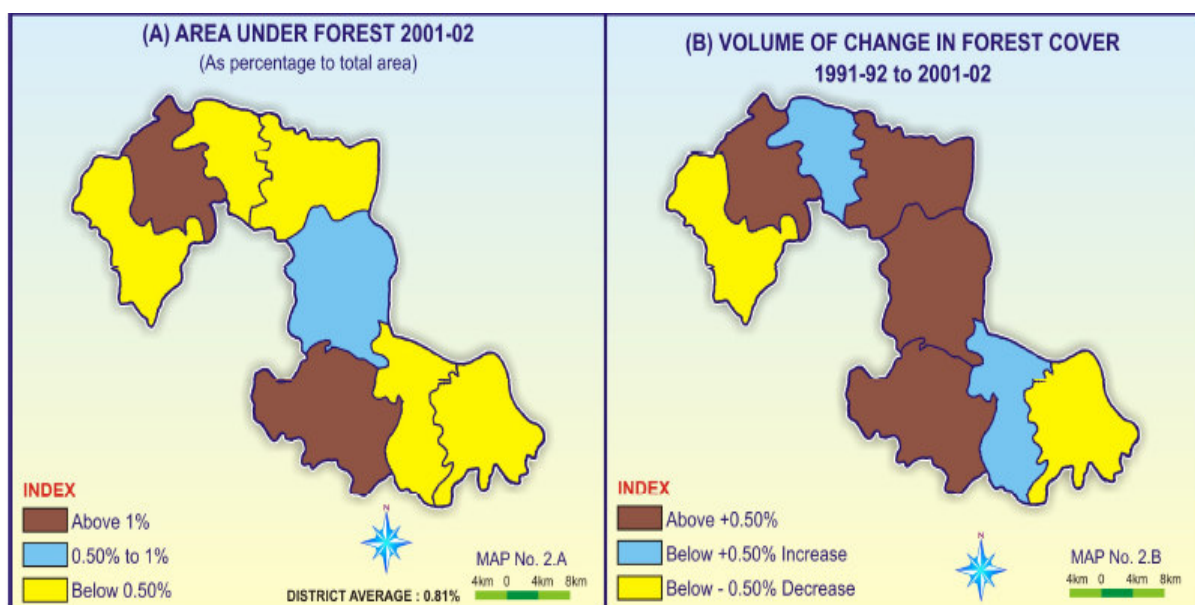 (A) AREA UNDER FOREST 2001-02
(As percentage to total area)
INDEX
Above 1%
0.50% to 1%
Below 0.50%
N
MAP No. 2.A
4km 0 4km 8km
DISTRICT AVERAGE : 0.81%
(B) VOLUME OF CHANGE IN FOREST COVER
1991-92 to 2001-02
INDEX
Above +0.50%
Below +0.50% Increase
Below - 0.50% Decrease
N
MAP No. 2.B
4km 0 4km 8km